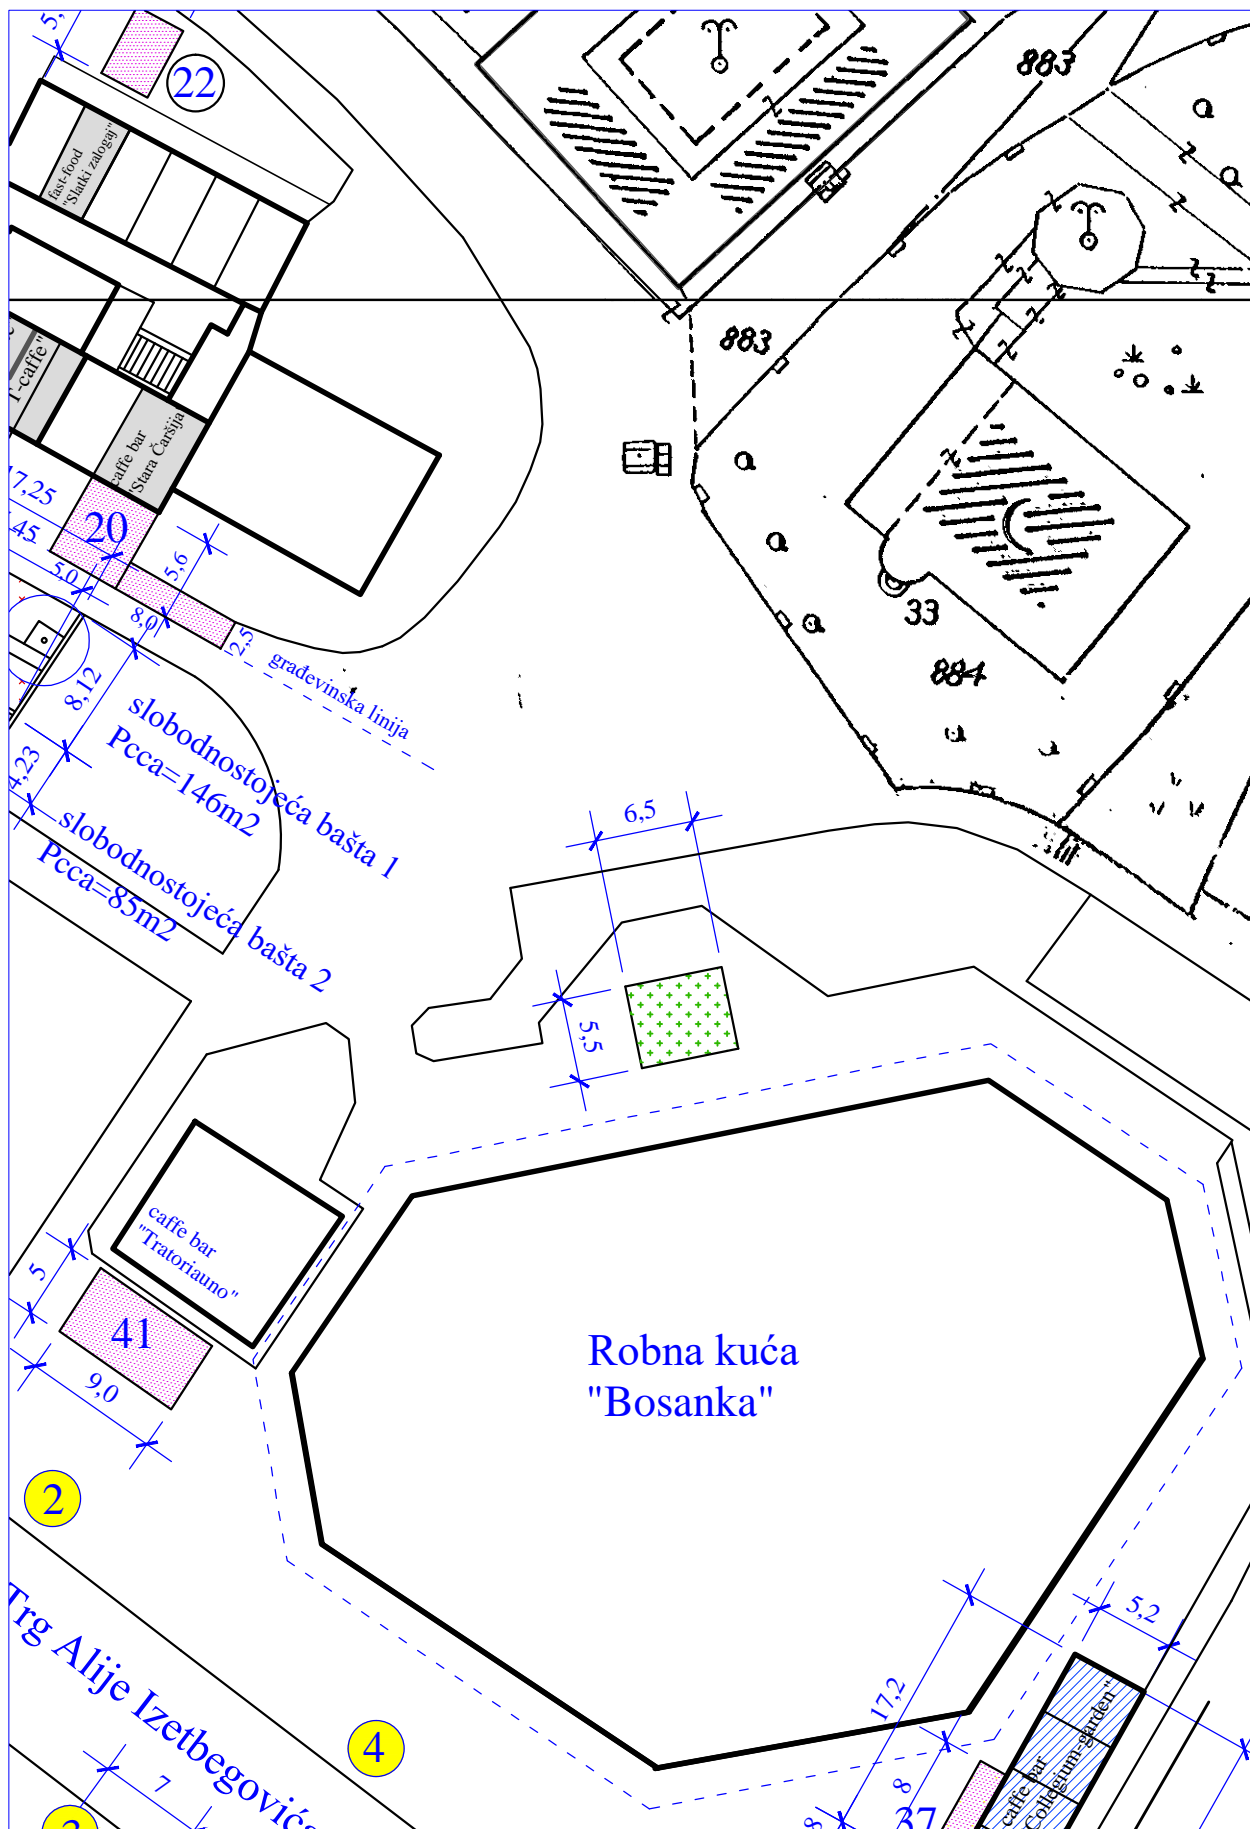 5,
22
883
fast-food
"Slatki zalogaj"
883
T-caffe"
caffe bar
"Stara Čaršija
17,25
20
5,6
5,0
8,0
2,5
građevinska linija
33
884
8,12
slobodnostojeća bašta 1
Pcca=146m2
4,23
slobodnostojeća bašta 2
Pcca=85m2
6,5
5,5
caffe bar
"Tratoriauno"
5
41
9,0
Robna kuća
"Bosanka"
2
Trg Alije Izetbegovića
4
7
3
5,2
17,2
8
8
37
caffe bar
"Collegium-garden"